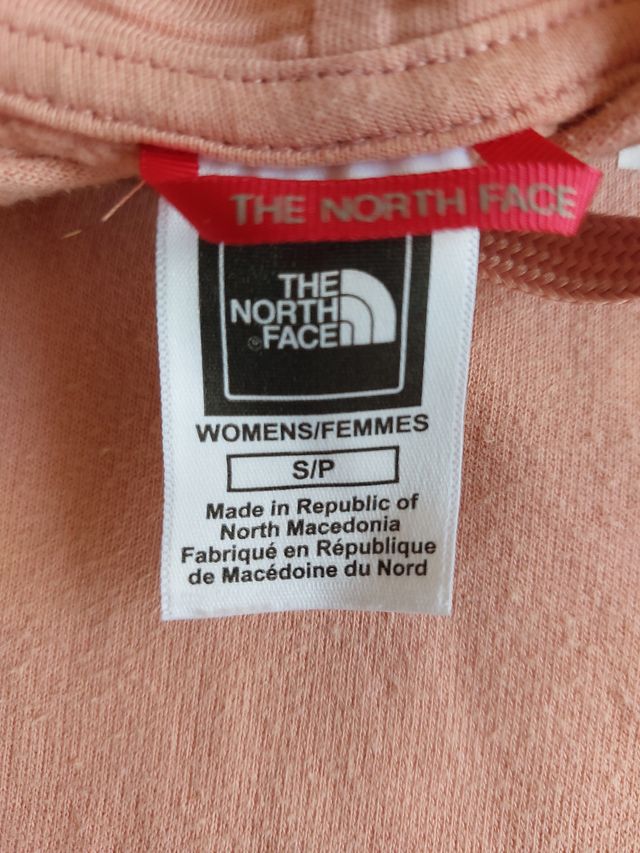 THE NORTH FACE
THE
NORTH
FACE
WOMENS/FEMMES
S/P
Made in Republic of
North Macedonia
Fabriqué en République
de Macédoine du Nord